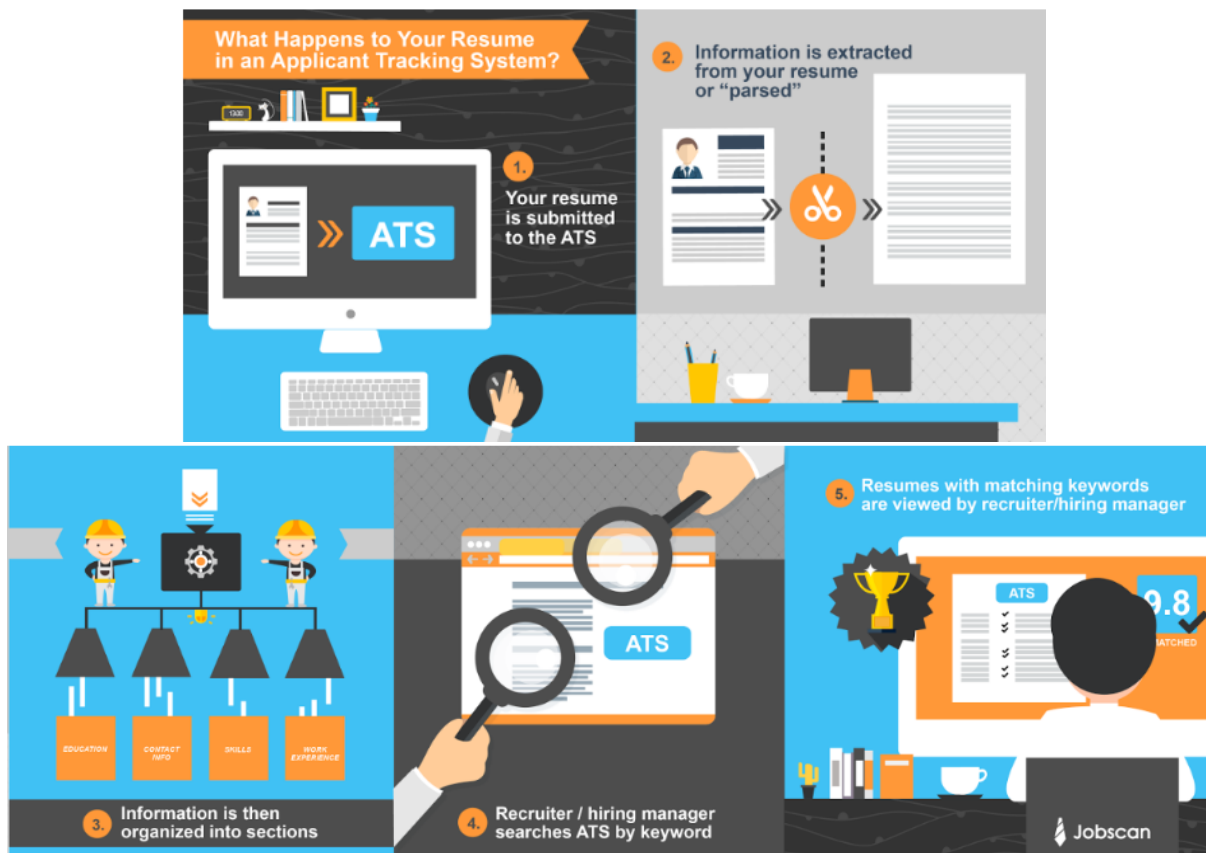 What Happens to Your Resume
in an Applicant Tracking System?
1300
1.
Your resume
is submitted
to the ATS
ATS
2.
Information is extracted
from your resume
or “parsed”
EDUCATION
CONTACT
INFO
SKILLS
WORK
EXPERIENCE
3.
Information is then
organized into sections
ATS
4.
Recruiter / hiring manager
searches ATS by keyword
5.
Resumes with matching keywords
are viewed by recruiter/hiring manager
ATS
9.8
MATCHED
Jobscan